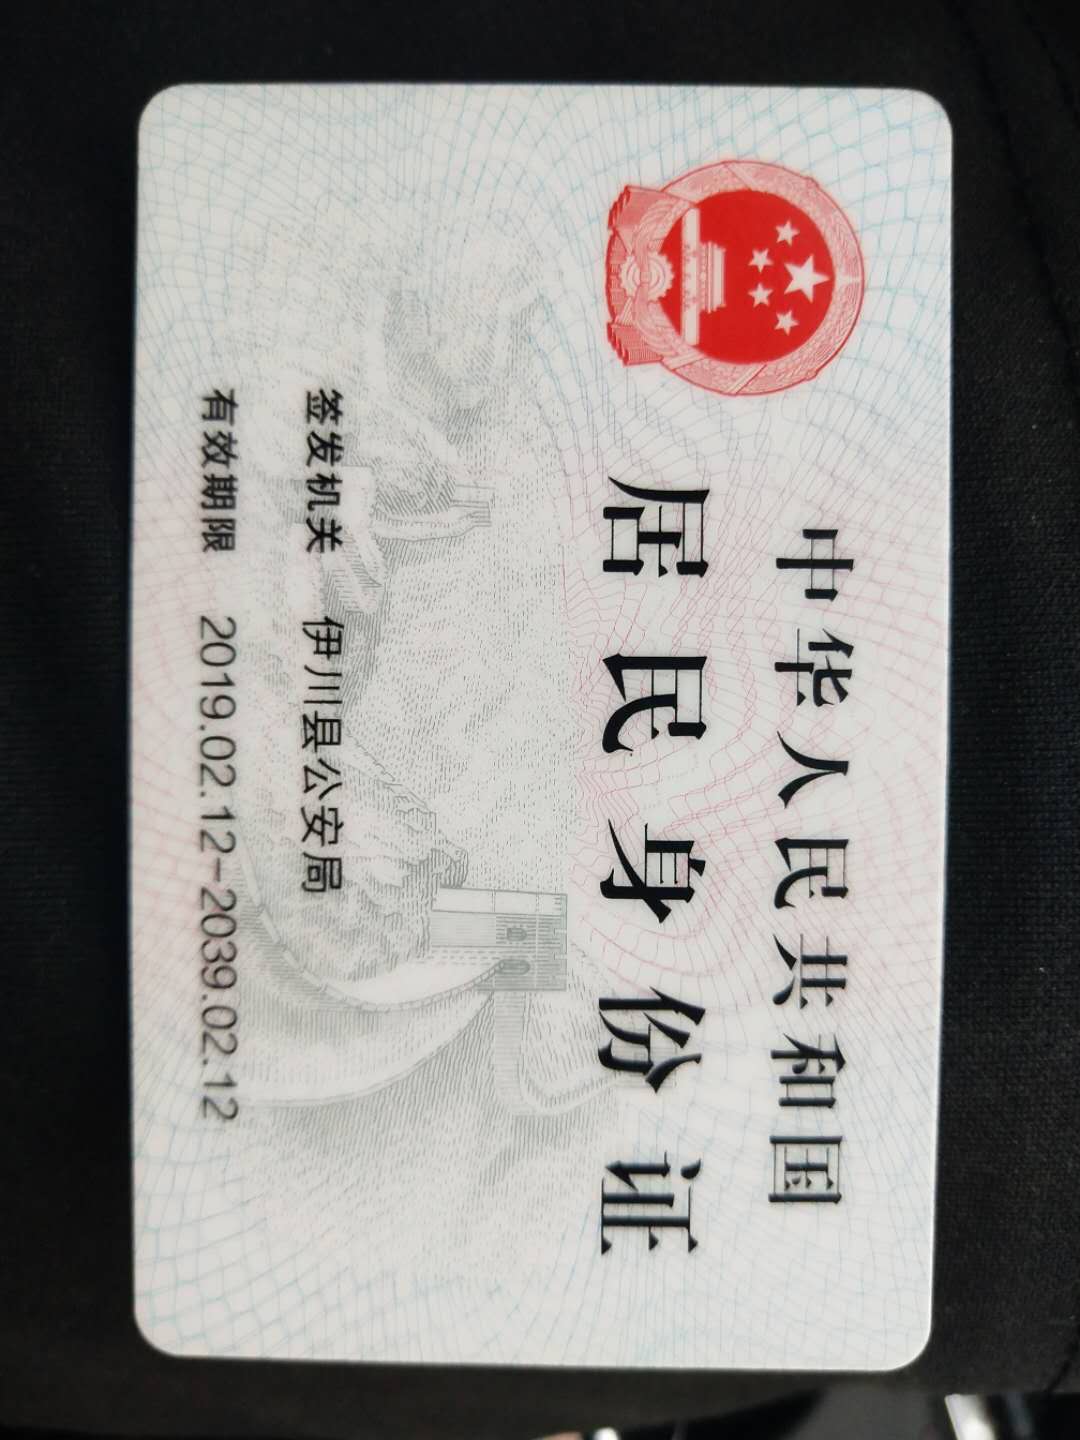 中华人民共和国
居民身份证
签发机关 伊川县公安局
有效期限 2019.02.12-2039.02.12